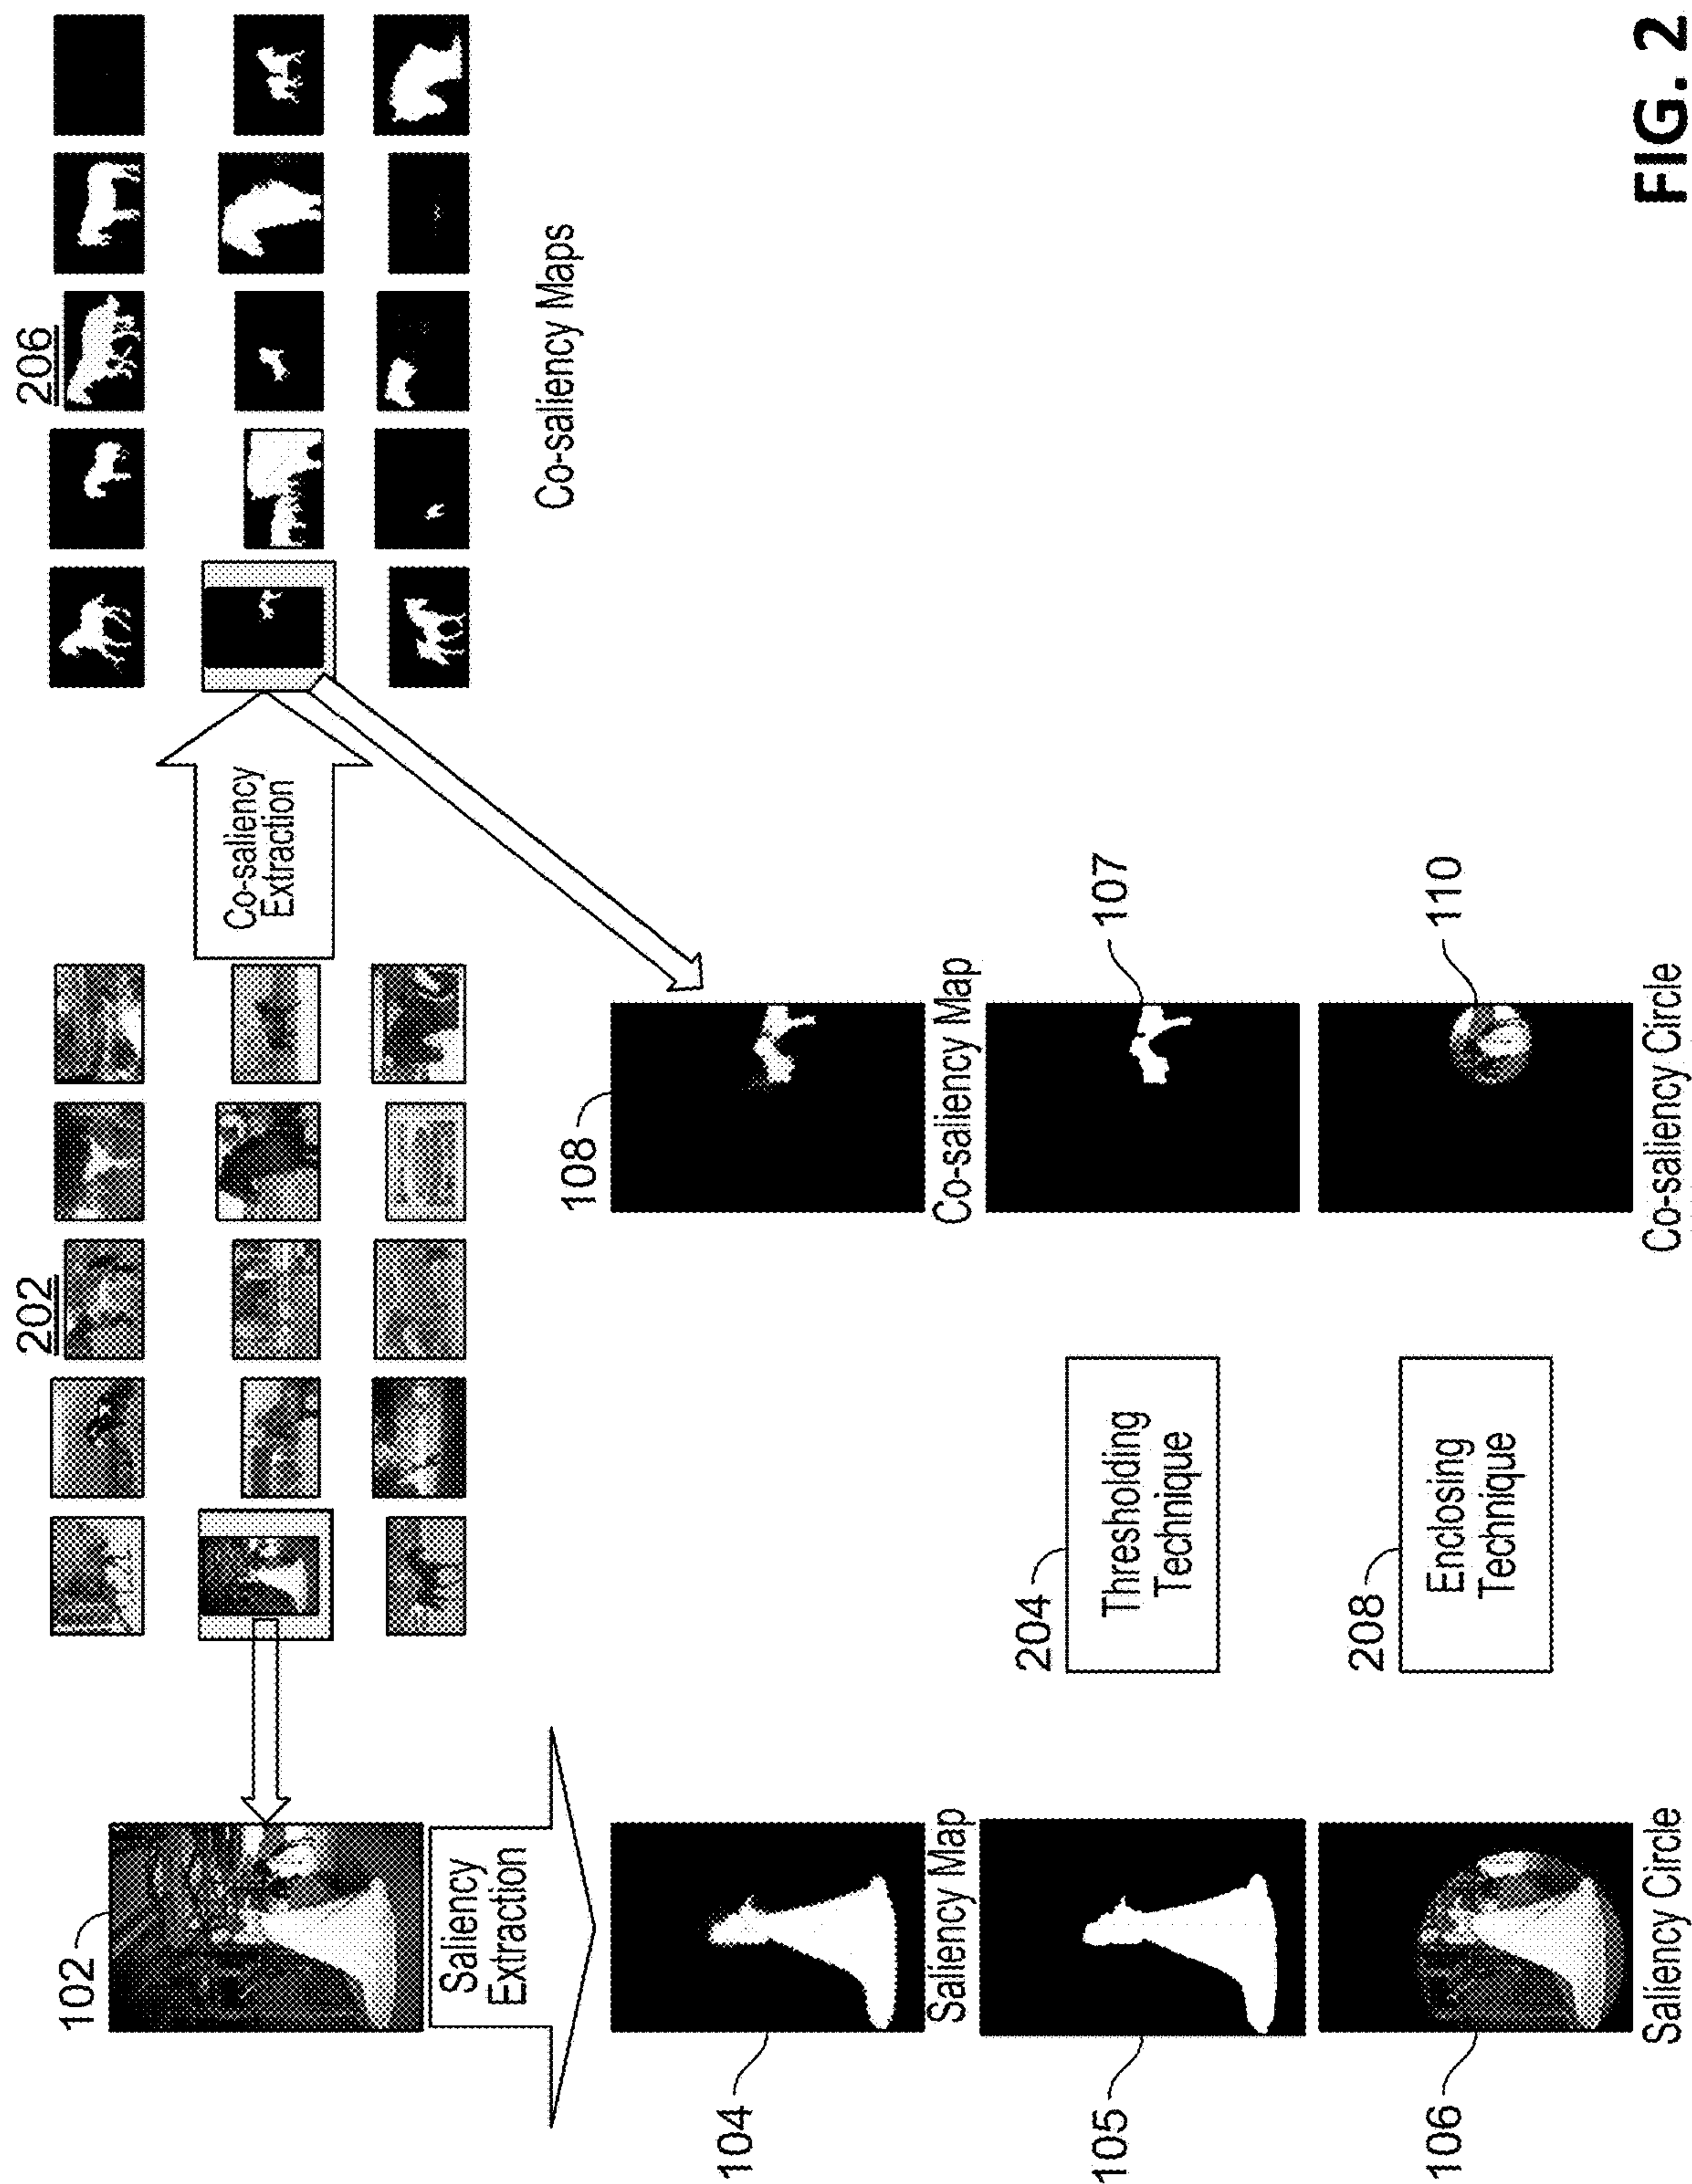 202
206
102
Co-saliency
Extraction
Saliency
Extraction
Co-saliency Maps
108
104
Saliency Map
Co-saliency Map
105
204
Thresholding
Technique
107
106
208
Enclosing
Technique
110
Saliency Circle
Co-saliency Circle
FIG. 2